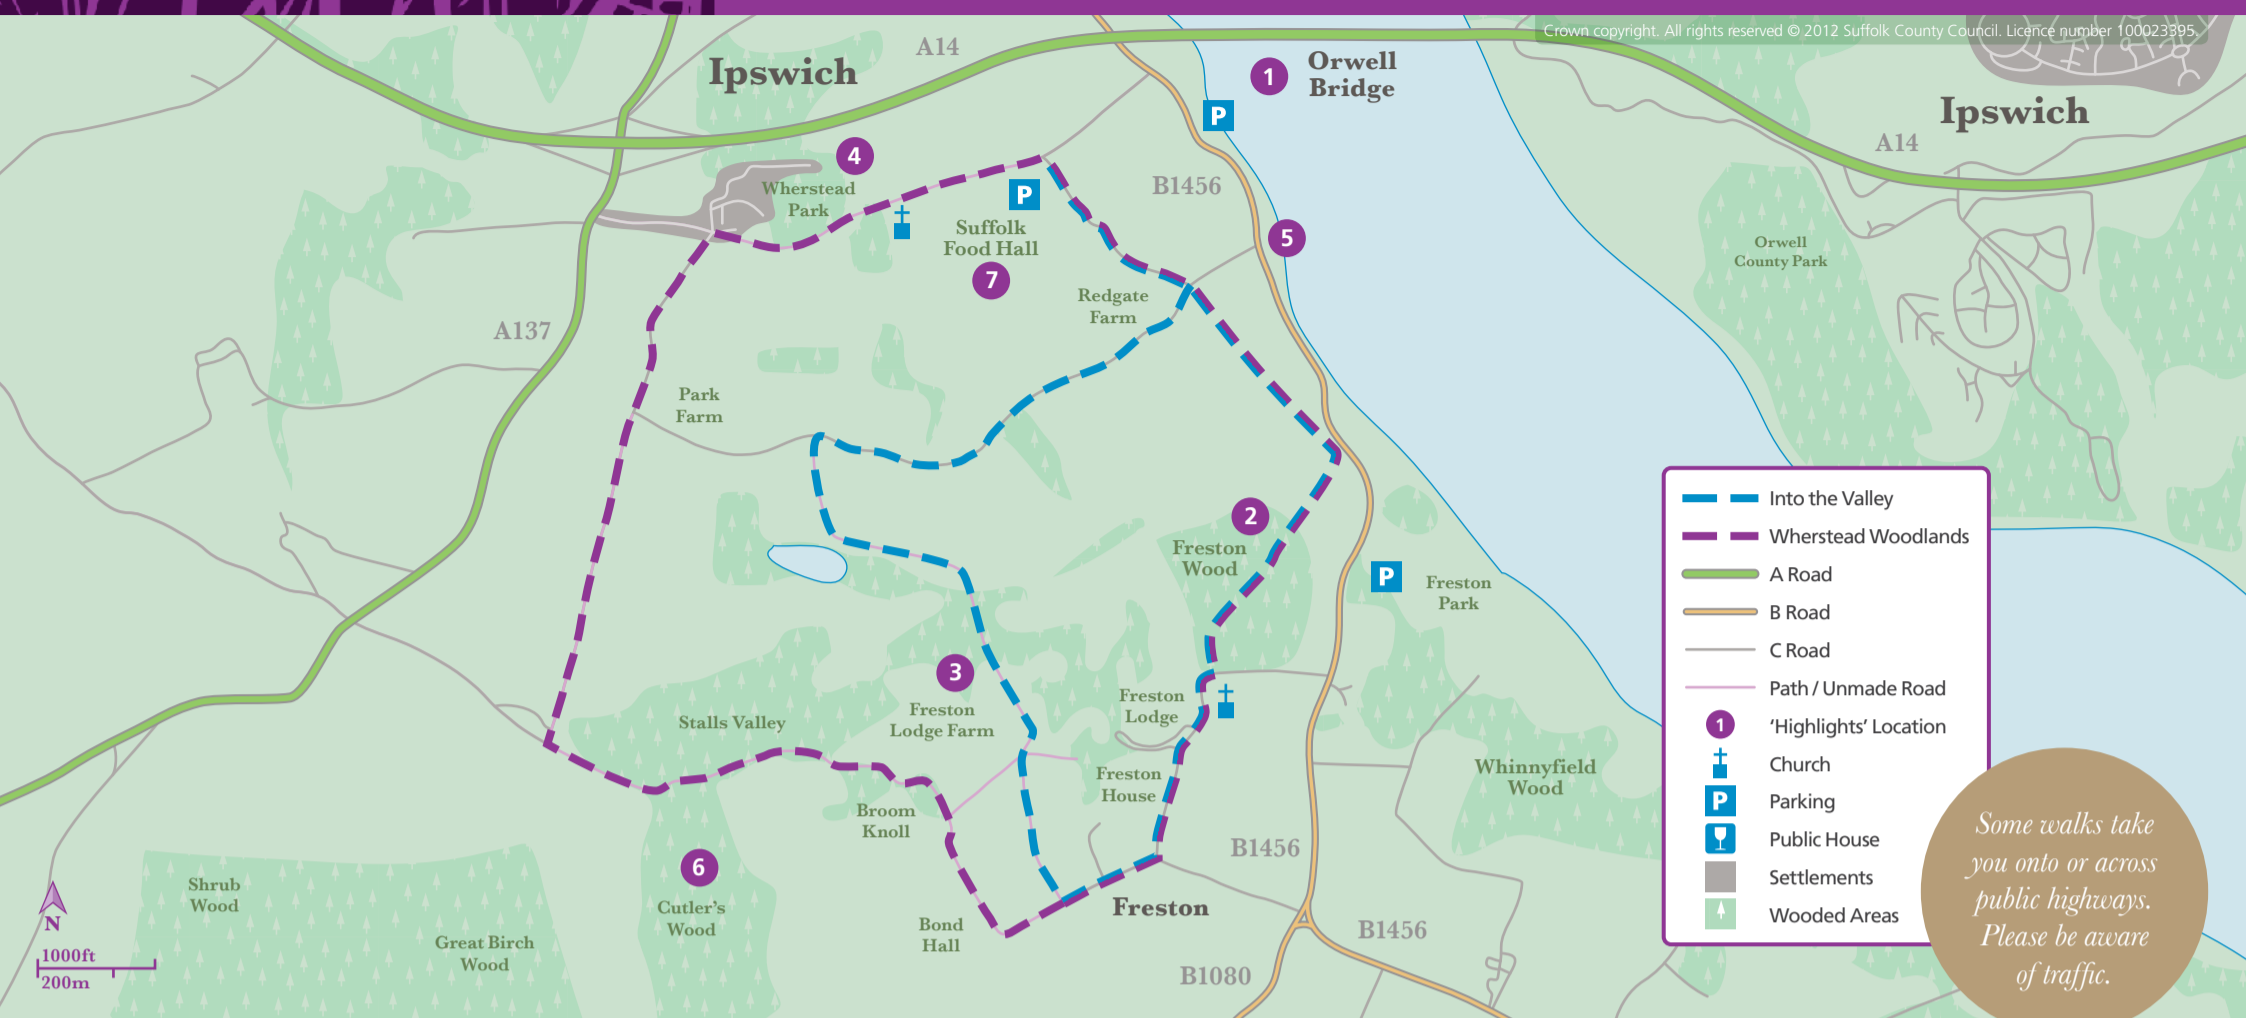 Crown copyright. All rights reserved © 2012 Suffolk County Council. Licence number 100023395.
A14
Ipswich
1
Orwell
Bridge
P
Ipswich
A14
4
Wherstead
Park
P
B1456
Suffolk
Food Hall
7
5
Orwell
County Park
Redgate
Farm
A137
Park
Farm
2
Freston
Wood
P
Freston
Park
3
Freston
Lodge Farm
Stalls Valley
Freston
Lodge
Freston
House
Whinnyfield
Wood
Broom
Knoll
B1456
6
Cutler's
Wood
Shrub
Wood
Great Birch
Wood
Bond
Hall
Freston
B1456
B1080
N
1000ft
200m
Into the Valley
Wherstead Woodlands
A Road
B Road
C Road
Path / Unmade Road
1 ‘Highlights’ Location
Church
P Parking
Public House
Settlements
Wooded Areas
Some walks take
you onto or across
public highways.
Please be aware
of traffic.